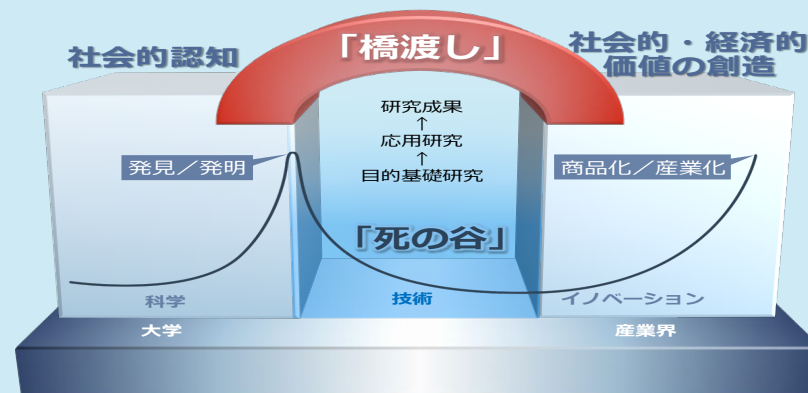 社会的認知
「橋渡し」
社会的・経済的
価値の創造
研究成果
↑
応用研究
↑
目的基礎研究
発見／発明
商品化／産業化
「死の谷」
科学
技術
イノベーション
大学
産業界